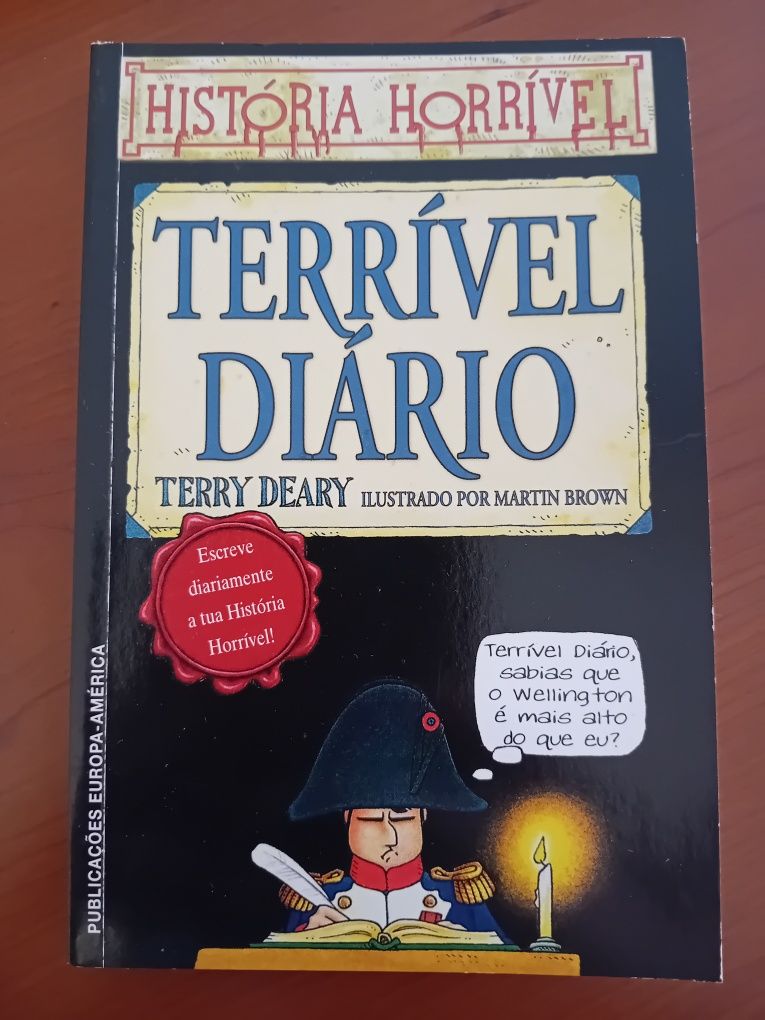 HISTÓRIA HORRÍVEL
TERRÍVEL
DIÁRIO
TERRY DEARY ILUSTRADO POR MARTIN BROWN
Escreve
diariamente
a tua História
Horrível!
Terrível Diário,
sabias que
o Wellington
é mais alto
do que eu?
PUBLICAÇÕES EUROPA-AMÉRICA